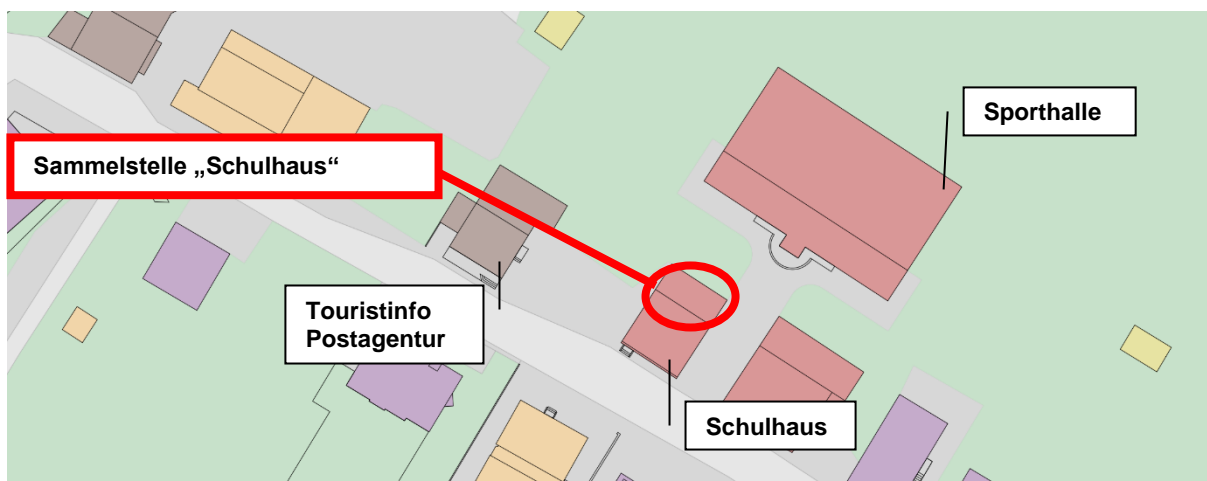 Sporthalle
Sammelstelle „Schulhaus“
Touristinfo
Postagentur
Schulhaus